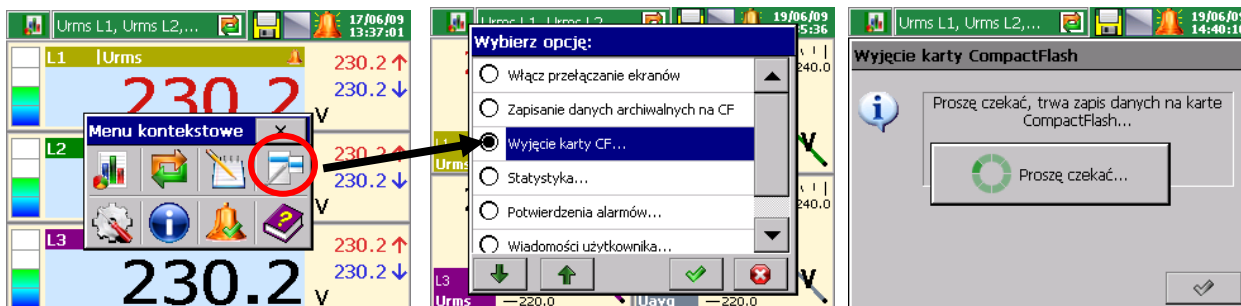 Urms L1, Urms L2,...
17/06/09
13:37:01
L1 Urms
230.2
V
230.2
230.2
Menu kontekstowe
L2
230.2
230.2
V
L3
230.2
V
230.2
230.2
Urms L1, Urms L2
19/06/09
5:36
Wybierz opcję:
240.0
Włącz przełączanie ekranów
Zapisanie danych archiwalnych na CF
Wyjęcie karty CF...
Statystyka...
Potwierdzenia alarmów...
Wiadomości użytkownika...
L1
Urms
V
240.0
L3
V
Urms
—220.0
Uavg
—220.0
Urms L1, Urms L2,...
19/06/09
14:40:10
Wyjęcie karty CompactFlash
Proszę czekać, trwa zapis danych na karte
CompactFlash...
Proszę czekać...